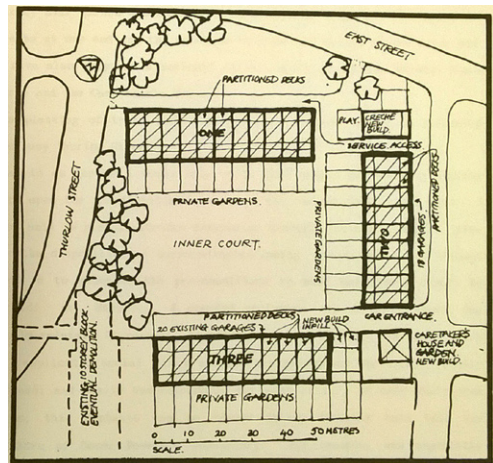 EAST STREET
PARTITIONED DECKS
ONE
PLAY.
CRECHE
NEW
BUILD.
SERVICE ACCESS.
THURLOW STREET
PRIVATE GARDENS.
PRIVATE GARDENS
TWO
18 GARAGES
PARTITIONED DECKS
INNER COURT.
CAR ENTRANCE.
PARTITIONED DECKS
NEW BUILD
INFILL
20 EXISTING GARAGES
THREE
CARETAKER'S
HOUSE AND
GARDEN
NEW BUILD.
EXISTING 10 STOREY BLOCK.
EVENTUAL DEMOLITION.
PRIVATE GARDENS
0 10 20 30 40 50 METRES
SCALE.